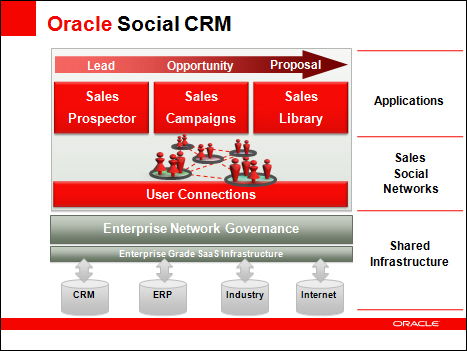 Oracle Social CRM
Lead Opportunity Proposal
Sales
Prospector
Sales
Campaigns
Sales
Library
Applications
User Connections
Sales
Social
Networks
Enterprise Network Governance
Enterprise Grade SaaS Infrastructure
Shared
Infrastructure
CRM
ERP
Industry
Internet
ORACLE